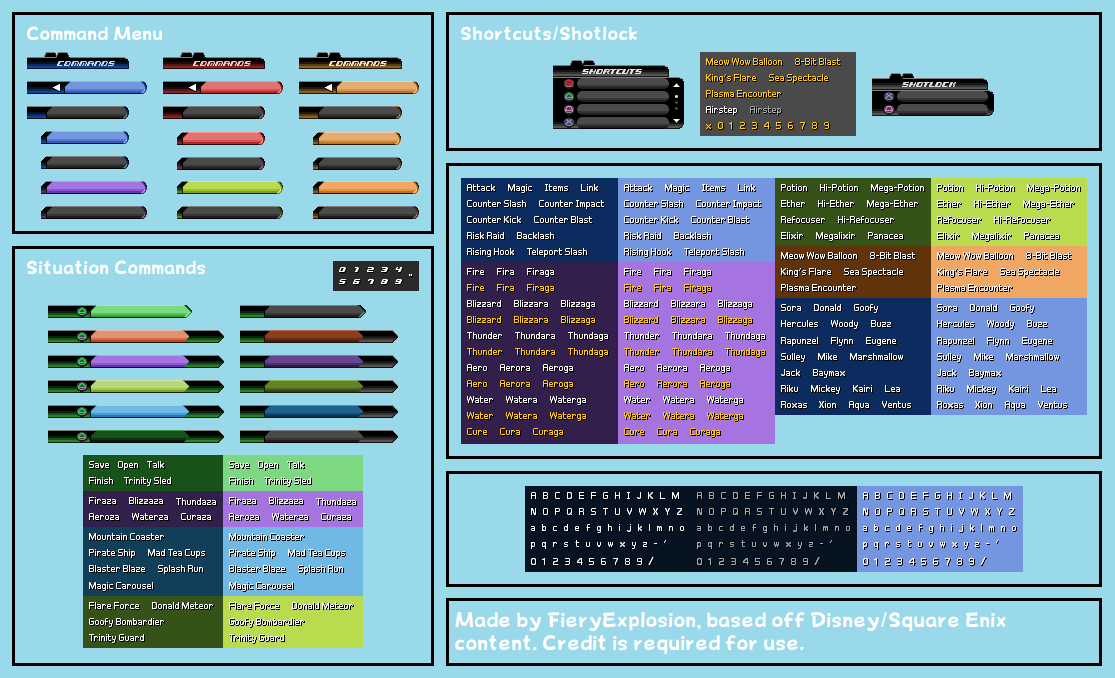 Command Menu
COMMANDS COMMANDS COMMANDS
Situation Commands
0 1 2 3 4
5 6 7 8 9
Save Open Talk Save Open Talk
Finish Trinity Sled Finish Trinity Sled
Firaza Blizzaza Thundaza Firaza Blizzaza Thundaza
Aeroza Waterza Curaza Aeroza Waterza Curaza
Mountain Coaster Mountain Coaster
Pirate Ship Mad Tea Cups Pirate Ship Mad Tea Cups
Blaster Blaze Splash Run Blaster Blaze Splash Run
Magic Carousel Magic Carousel
Flare Force Donald Meteor Flare Force Donald Meteor
Goofy Bombardier Goofy Bombardier
Trinity Guard Trinity Guard
Shortcuts/Shotlock
SHORTCUTS
Meow Wow Balloon 8-Bit Blast
King's Flare Sea Spectacle
Plasma Encounter
Airstep Airstep
x 0 1 2 3 4 5 6 7 8 9
SHOTLOCK
Attack Magic Items Link Attack Magic Items Link
Counter Slash Counter Impact Counter Slash Counter Impact
Counter Kick Counter Blast Counter Kick Counter Blast
Risk Raid Backlash Risk Raid Backlash
Rising Hook Teleport Slash Rising Hook Teleport Slash
Fire Fira Firaga Fire Fira Firaga
Fire Fira Firaga Fire Fira Firaga
Blizzard Blizzara Blizzaga Blizzard Blizzara Blizzaga
Blizzard Blizzara Blizzaga Blizzard Blizzara Blizzaga
Thunder Thundara Thundaga Thunder Thundara Thundaga
Thunder Thundara Thundaga Thunder Thundara Thundaga
Aero Aerora Aeroga Aero Aerora Aeroga
Aero Aerora Aeroga Aero Aerora Aeroga
Water Watera Waterga Water Watera Waterga
Water Watera Waterga Water Watera Waterga
Cure Cura Curaga Cure Cura Curaga
Potion Hi-Potion Mega-Potion Potion Hi-Potion Mega-Potion
Ether Hi-Ether Mega-Ether Ether Hi-Ether Mega-Ether
Refocuser Hi-Refocuser Refocuser Hi-Refocuser
Elixir Megalixir Panacea Elixir Megalixir Panacea
Meow Wow Balloon 8-Bit Blast Meow Wow Balloon 8-Bit Blast
King's Flare Sea Spectacle King's Flare Sea Spectacle
Plasma Encounter Plasma Encounter
Sora Donald Goofy Sora Donald Goofy
Hercules Woody Buzz Hercules Woody Buzz
Rapunzel Flynn Eugene Rapunzel Flynn Eugene
Sulley Mike Marshmallow Sulley Mike Marshmallow
Jack Baymax Jack Baymax
Riku Mickey Kairi Lea Riku Mickey Kairi Lea
Roxas Xion Aqua Ventus Roxas Xion Aqua Ventus
A B C D E F G H I J K L M A B C D E F G H I J K L M A B C D E F G H I J K L M
N O P Q R S T U V W X Y Z N O P Q R S T U V W X Y Z N O P Q R S T U V W X Y Z
a b c d e f g h i j k l m n o a b c d e f g h i j k l m n o a b c d e f g h i j k l m n o
p q r s t u v w x y z - ' p q r s t u v w x y z - ' p q r s t u v w x y z - '
0 1 2 3 4 5 6 7 8 9 / 0 1 2 3 4 5 6 7 8 9 / 0 1 2 3 4 5 6 7 8 9 /
Made by FieryExplosion, based off Disney/Square Enix
content. Credit is required for use.